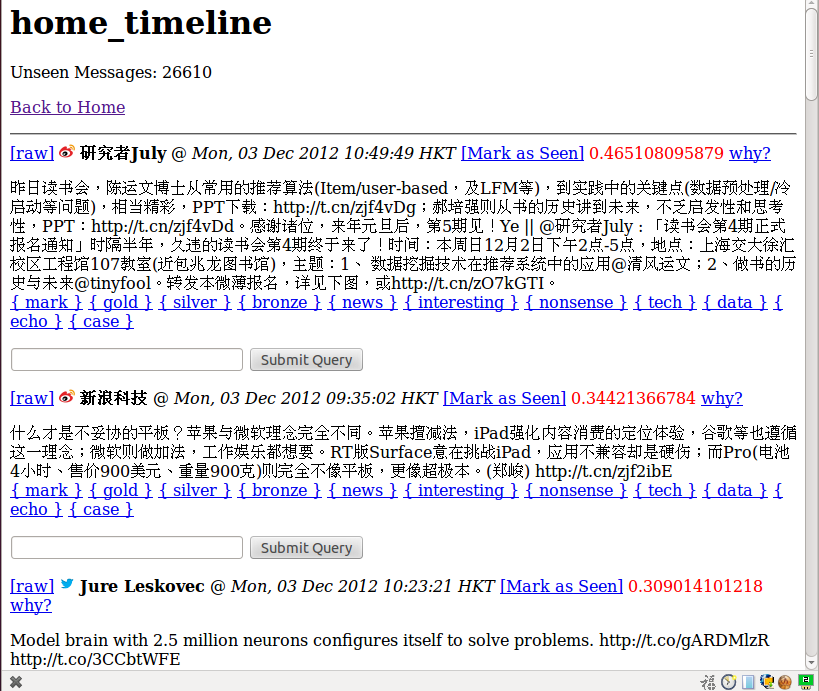 home_timeline
Unseen Messages: 26610
Back to Home
[raw] 研究者July @ Mon, 03 Dec 2012 10:49:49 HKT [Mark as Seen] 0.465108095879 why?
昨日读书会，陈运文博士从常用的推荐算法(Item/user-based，及LFM等)，到实践中的关键点(数据预处理/冷
启动等问题)，相当精彩，PPT下载：http://t.cn/zjf4vDg；郝培强则从书的历史讲到未来，不乏启发性和思考
性，PPT：http://t.cn/zjf4vDd。感谢诸位，来年元旦后，第5期见！Ye || @研究者July：「读书会第4期正式
报名通知」时隔半年，久违的读书会第4期终于来了！时间：本周日12月2日下午2点-5点，地点：上海交大徐汇
校区工程馆107教室(近包兆龙图书馆)，主题：1、 数据挖掘技术在推荐系统中的应用@清风运文；2、做书的历
史与未来@tinyfool。转发本微薄报名，详见下图，或http://t.cn/zO7kGTI。
{ mark } { gold } { silver } { bronze } { news } { interesting } { nonsense } { tech } { data } {
echo } { case }
Submit Query
[raw] 新浪科技 @ Mon, 03 Dec 2012 09:35:02 HKT [Mark as Seen] 0.34421366784 why?
什么才是不妥协的平板？苹果与微软理念完全不同。苹果擅减法，iPad强化内容消费的定位体验，谷歌等也遵循
这一理念；微软则做加法，工作娱乐都想要。RT版Surface意在挑战iPad，应用不兼容却是硬伤；而Pro(电池
4小时、售价900美元、重量900克)则完全不像平板，更像超极本。(郑峻) http://t.cn/zjf2ibE
{ mark } { gold } { silver } { bronze } { news } { interesting } { nonsense } { tech } { data } {
echo } { case }
Submit Query
[raw] Jure Leskovec @ Mon, 03 Dec 2012 10:23:21 HKT [Mark as Seen] 0.309014101218
why?
Model brain with 2.5 million neurons configures itself to solve problems. http://t.co/gARDMlzR
http://t.co/3CCbtWFE